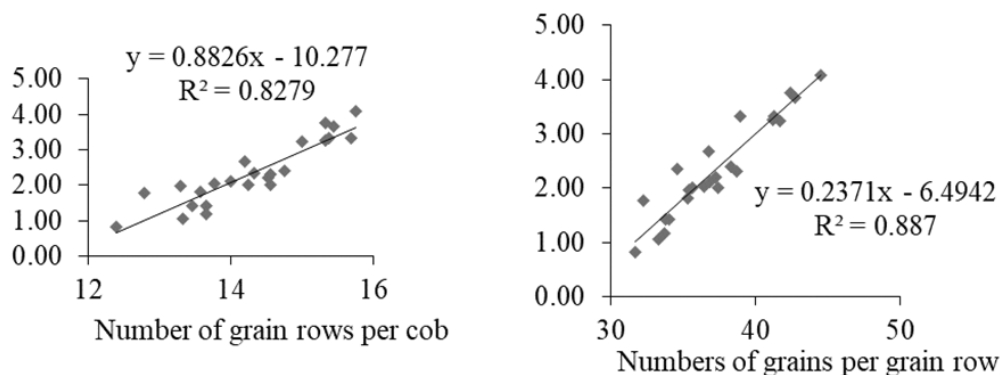 y = 0.8826x - 10.277
R² = 0.8279
5.00
4.00
3.00
2.00
1.00
0.00
12 14 16
Number of grain rows per cob
5.00
4.00
3.00
2.00
1.00
0.00
y = 0.2371x - 6.4942
R² = 0.887
30 40 50
Numbers of grains per grain row